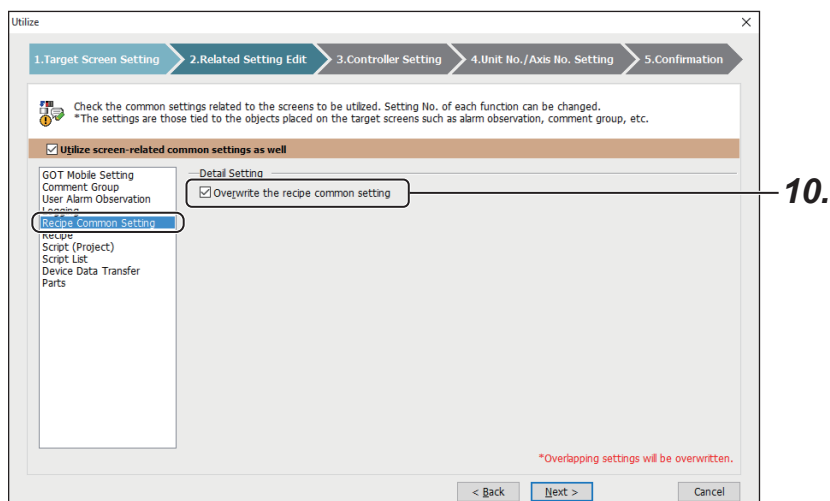 Utilize
1.Target Screen Setting
2.Related Setting Edit
3.Controller Setting
4.Unit No./Axis No. Setting
5.Confirmation
Check the common settings related to the screens to be utilized. Setting No. of each function can be changed.
*The settings are those tied to the objects placed on the target screens such as alarm observation, comment group, etc.
Utilize screen-related common settings as well
GOT Mobile Setting
Comment Group
User Alarm Observation
Logging
Recipe Common Setting
Recipe
Script (Project)
Script List
Device Data Transfer
Parts
Detail Setting
Overwrite the recipe common setting
10.
*Overlapping settings will be overwritten.
< Back
Next >
Cancel